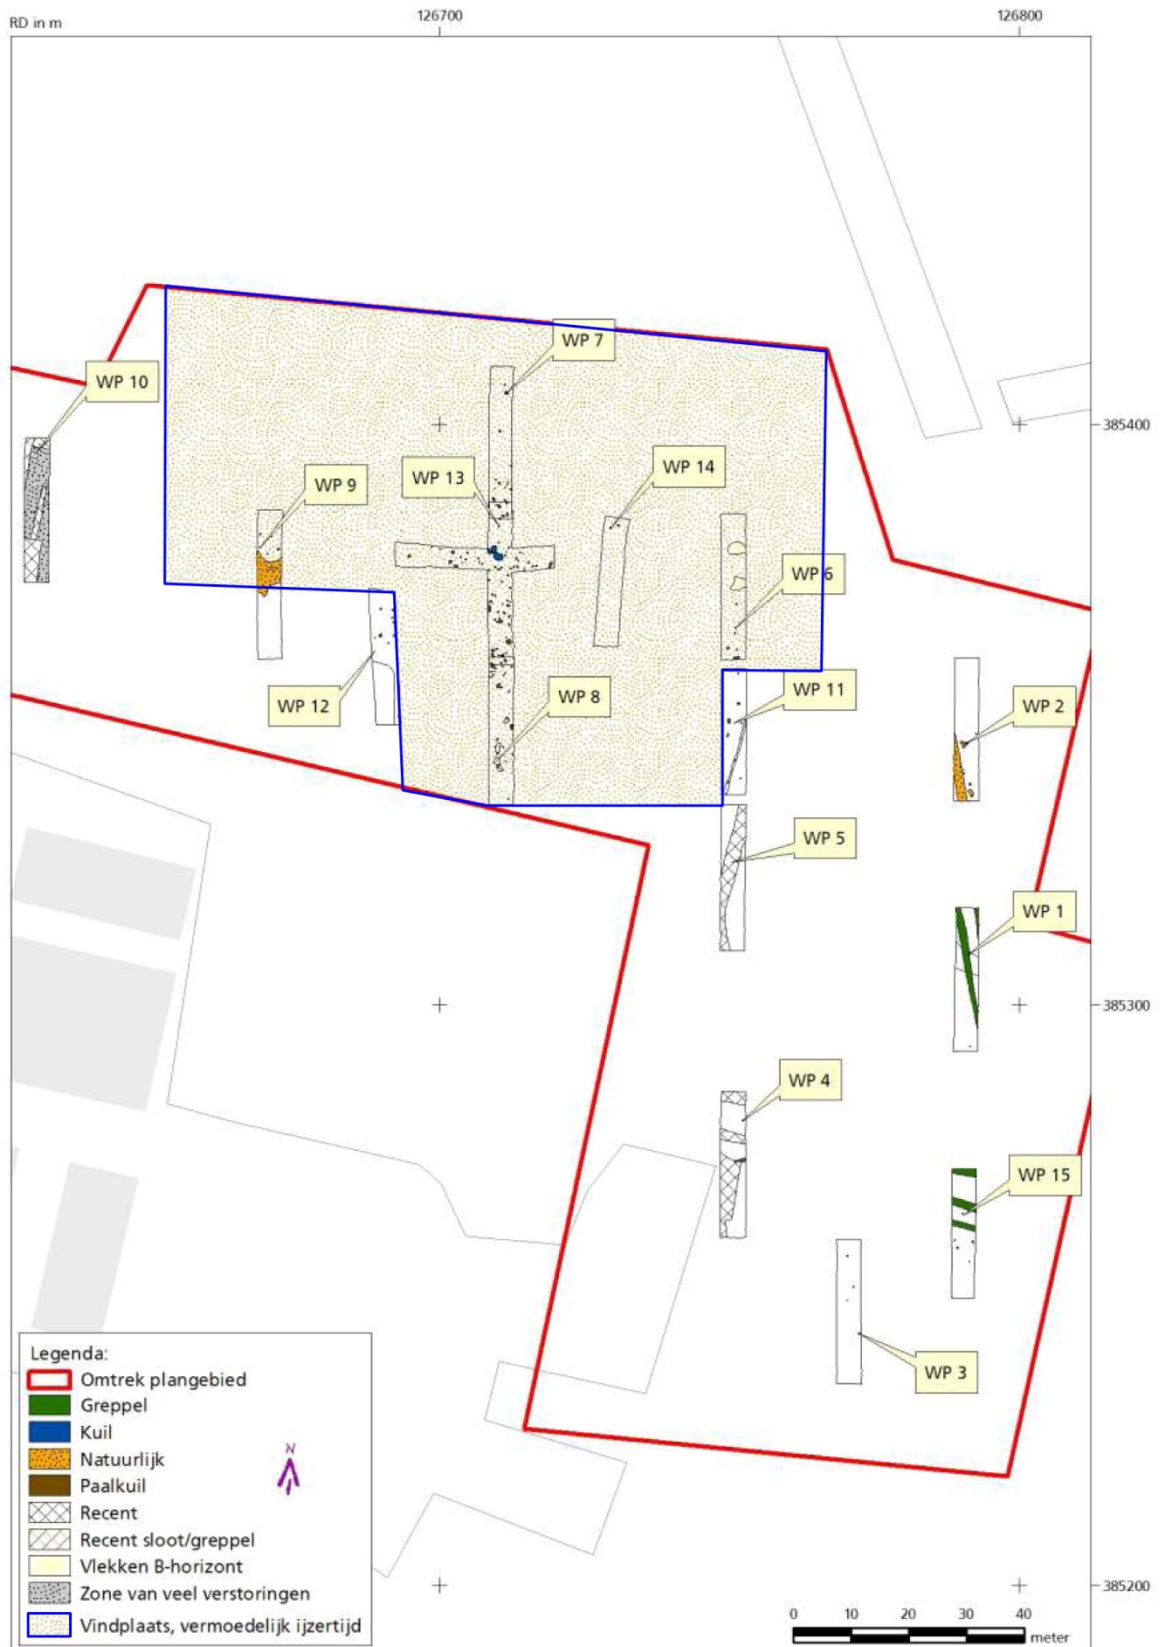 RD in m
126700
126800
WP 7
WP 10
385400
WP 14
WP 13
WP 9
WP 6
WP 11
WP 8
WP 12
WP 2
WP 5
WP 1
385300
WP 4
WP 15
WP 3
Legenda:
Omtrek plangebied
Greppel
Kuil
Natuurlijk
N
Paalkuil
Recent
Recent sloot/greppel
Vlekken B-horizont
Zone van veel verstoringen
Vindplaats, vermoedelijk ijzertijd
385200
0 10 20 30 40
meter